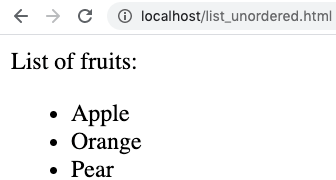 localhost/list_unordered.html
List of fruits:
• Apple
• Orange
• Pear